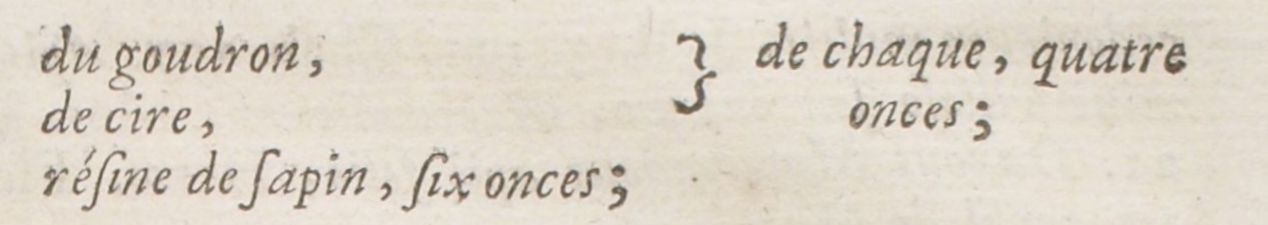 du goudron, } de chaque, quatre
de cire, onces;
réſine de ſapin, ſix onces;